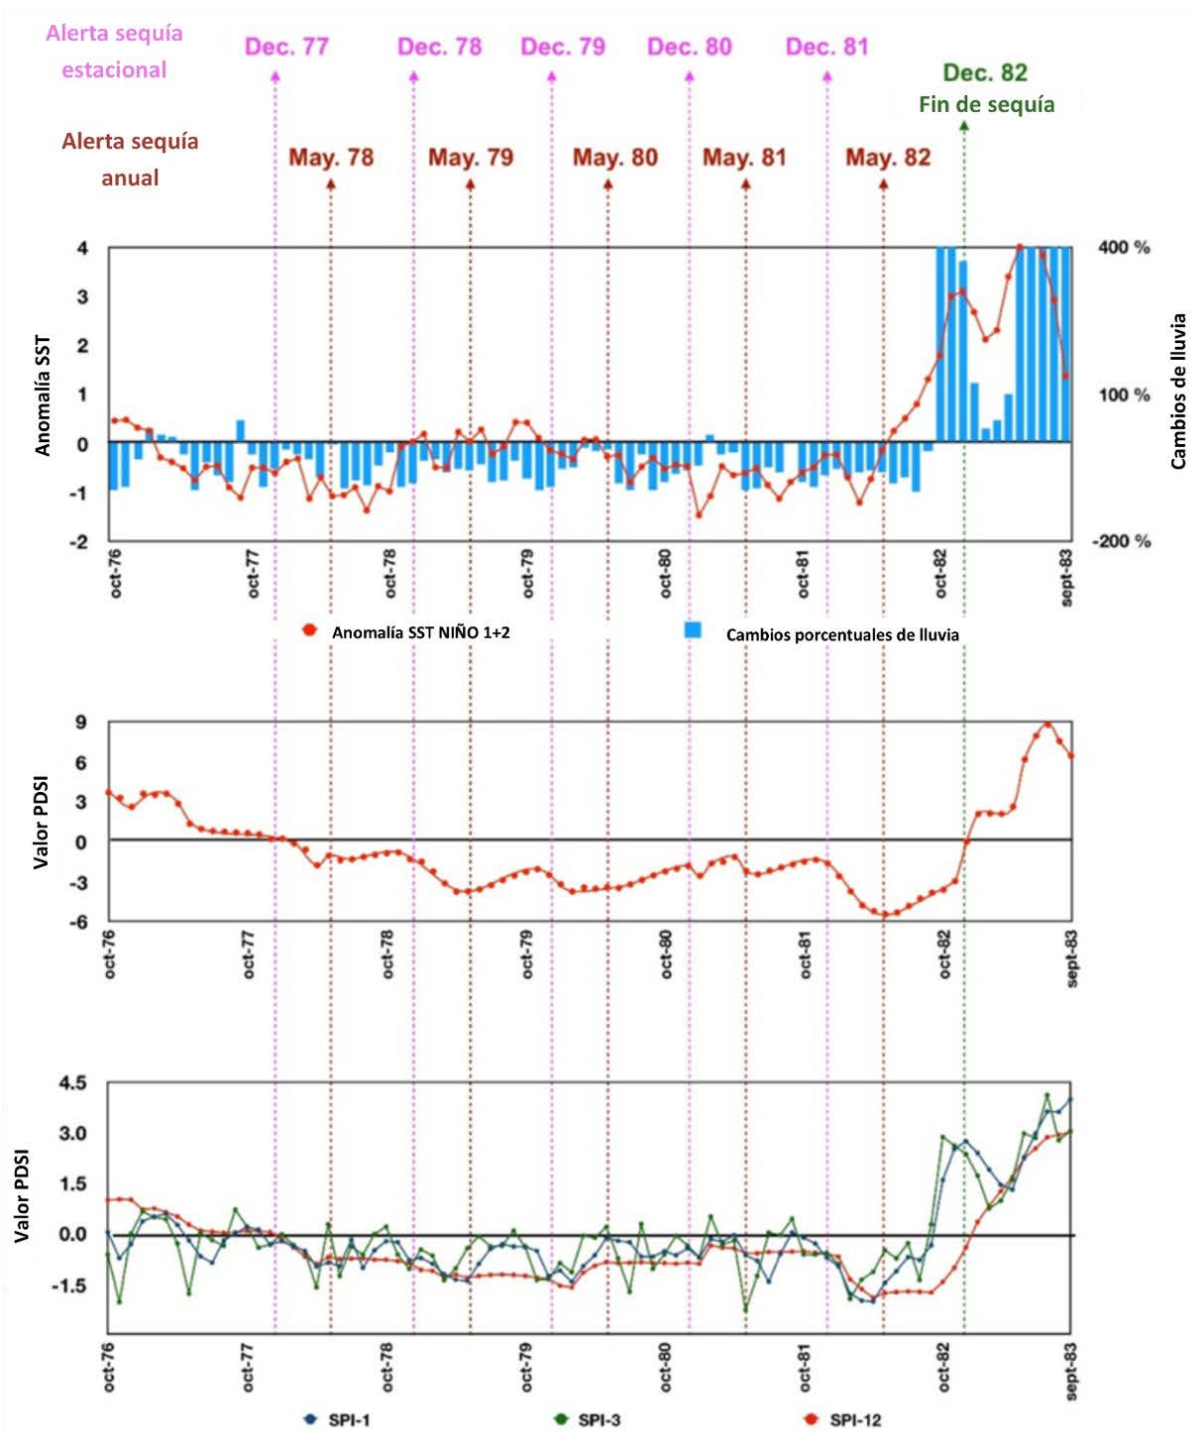 Alerta sequía
estacional
Dec. 77
Dec. 78
Dec. 79
Dec. 80
Dec. 81
Dec. 82
Fin de sequía
Alerta sequía
anual
May. 78
May. 79
May. 80
May. 81
May. 82
Anomalía SST
4
3
2
1
0
-1
-2
400 %
100 %
-200 %
Cambios de lluvia
oct-76
oct-77
oct-78
oct-79
oct-80
oct-81
oct-82
sept-83
Anomalía SST NIÑO 1+2
Cambios porcentuales de lluvia
Valor PDSI
9
6
3
0
-3
-6
oct-76
oct-77
oct-78
oct-79
oct-80
oct-81
oct-82
sept-83
Valor PDSI
4.5
3.0
1.5
0.0
-1.5
oct-76
oct-77
oct-78
oct-79
oct-80
oct-81
oct-82
sept-83
SPI-1
SPI-3
SPI-12